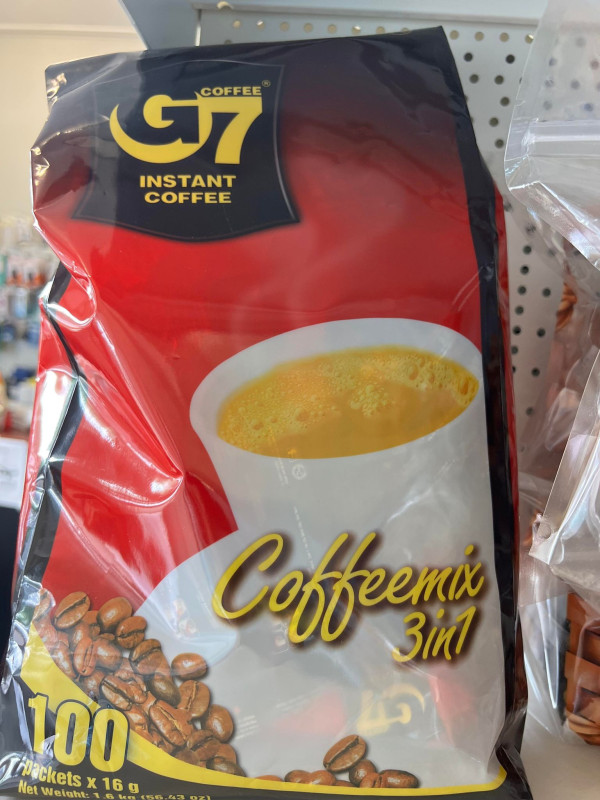 COFFEE®
G7
INSTANT
COFFEE
Coffeemix
3in1
100
packets x 16 g
Net Weight: 1.6 kg (56.43 oz)